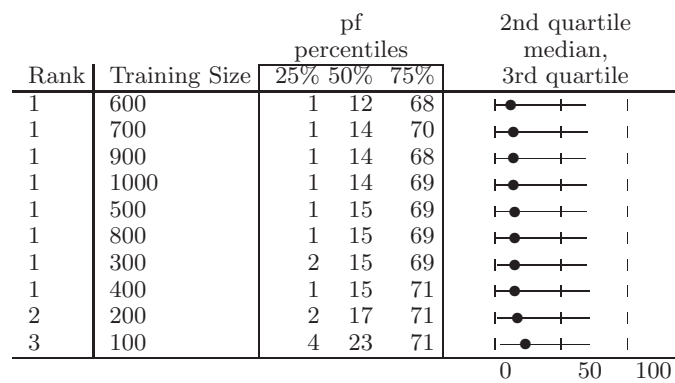 pf 2nd quartile
percentiles median,
Rank Training Size 25% 50% 75% 3rd quartile
1 600 1 12 68
1 700 1 14 70
1 900 1 14 68
1 1000 1 14 69
1 500 1 15 69
1 800 1 15 69
1 300 2 15 69
1 400 1 15 71
2 200 2 17 71
3 100 4 23 71
0 50 100